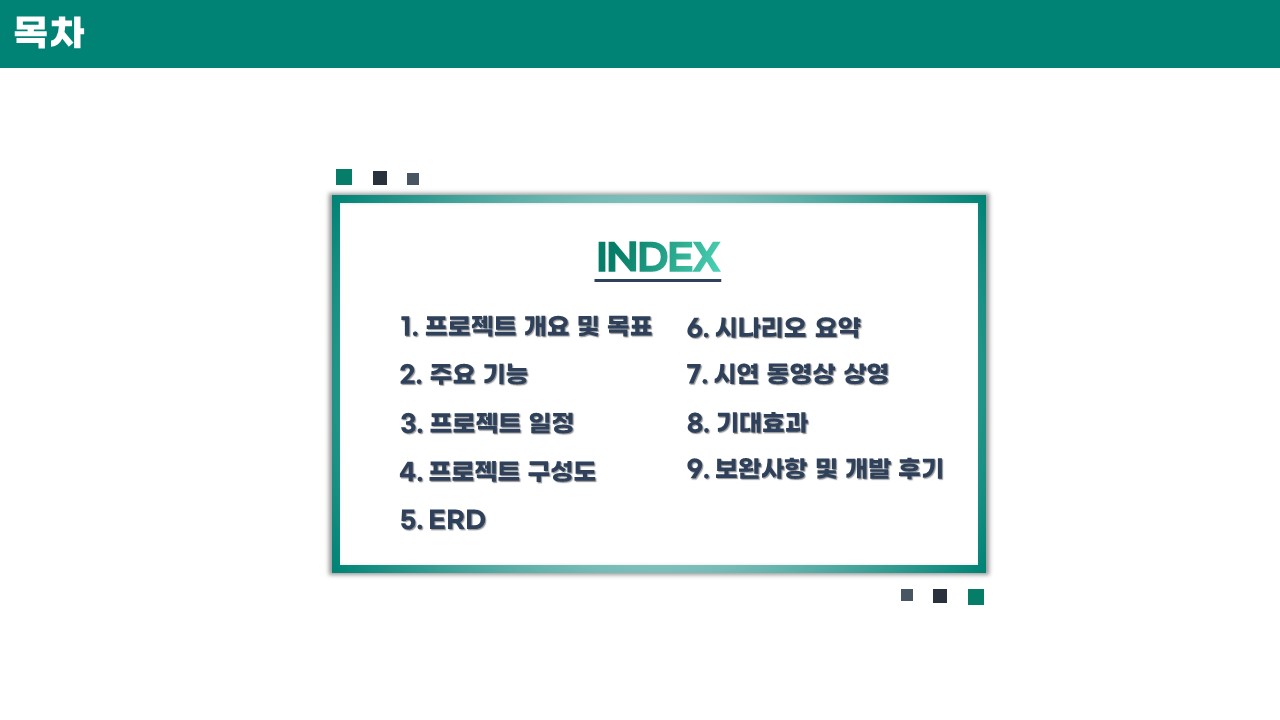 목차
INDEX
1. 프로젝트 개요 및 목표
2. 주요 기능
3. 프로젝트 일정
4. 프로젝트 구성도
5. ERD
6. 시나리오 요약
7. 시연 동영상 상영
8. 기대효과
9. 보완사항 및 개발 후기